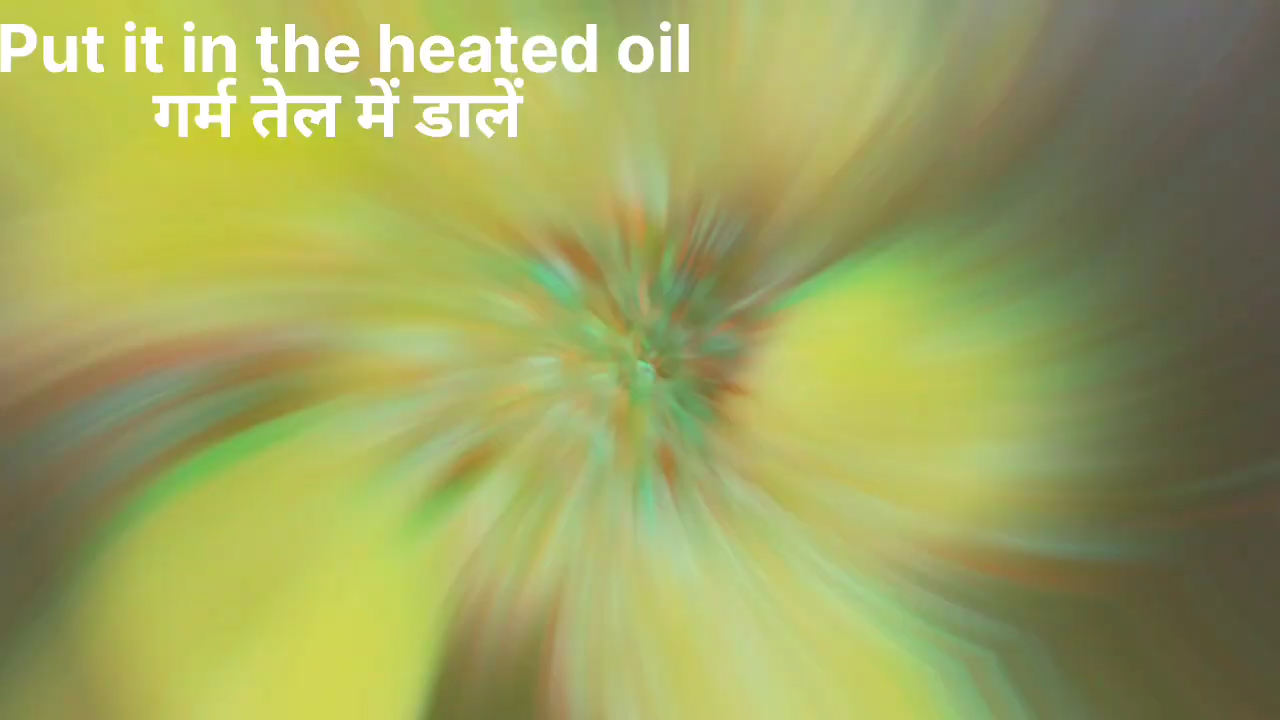 Put it in the heated oil
गर्म तेल में डालें